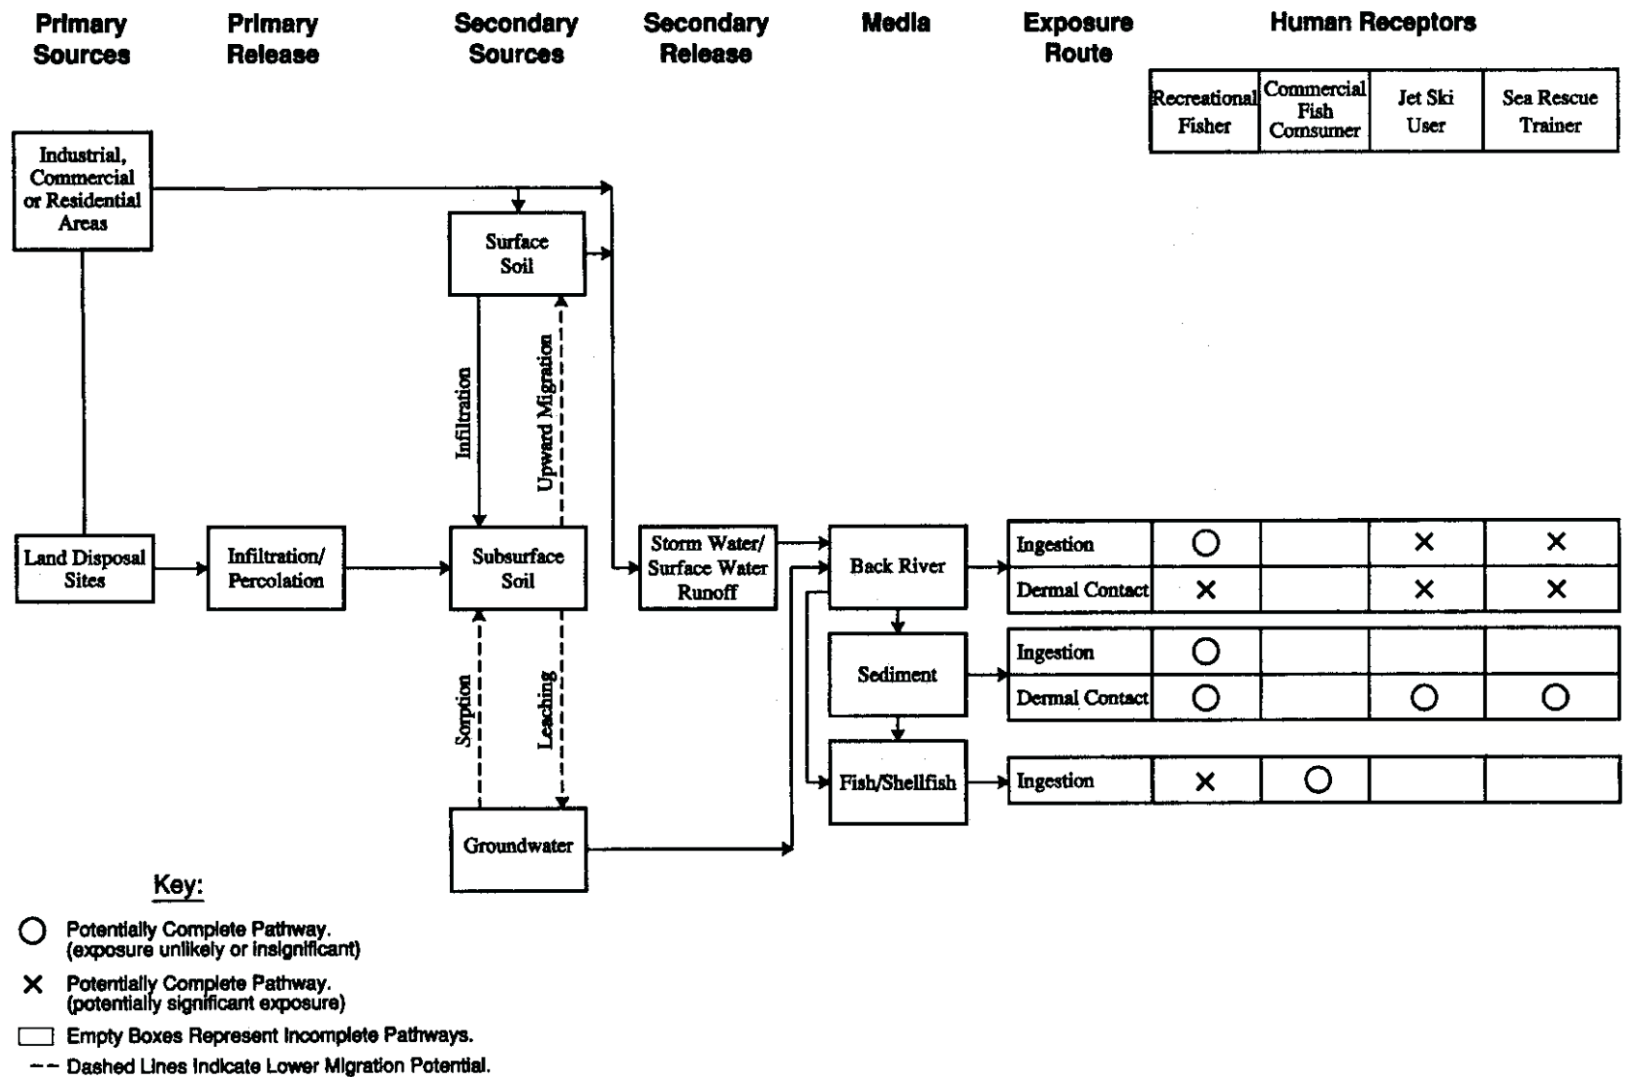 Primary
Sources
Primary
Release
Secondary
Sources
Secondary
Release
Media
Exposure
Route
Human Receptors
Recreational
Fisher
Commercial
Fish
Comsumer
Jet Ski
User
Sea Rescue
Trainer
Industrial,
Commercial
or Residential
Areas
Surface
Soil
Infiltration
Upward Migration
Land Disposal
Sites
Infiltration/
Percolation
Subsurface
Soil
Storm Water/
Surface Water
Runoff
Back River
Ingestion
Dermal Contact
Sediment
Ingestion
Dermal Contact
Sorption
Leaching
Fish/Shellfish
Ingestion
Groundwater
Key:
Potentially Complete Pathway.
(exposure unlikely or insignificant)
Potentially Complete Pathway.
(potentially significant exposure)
Empty Boxes Represent Incomplete Pathways.
Dashed Lines Indicate Lower Migration Potential.